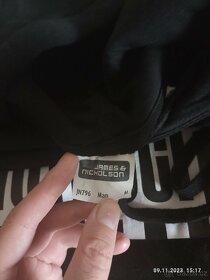 JAMES &
NICHOLSON
JN796 Man M
09.11.2023 15:17